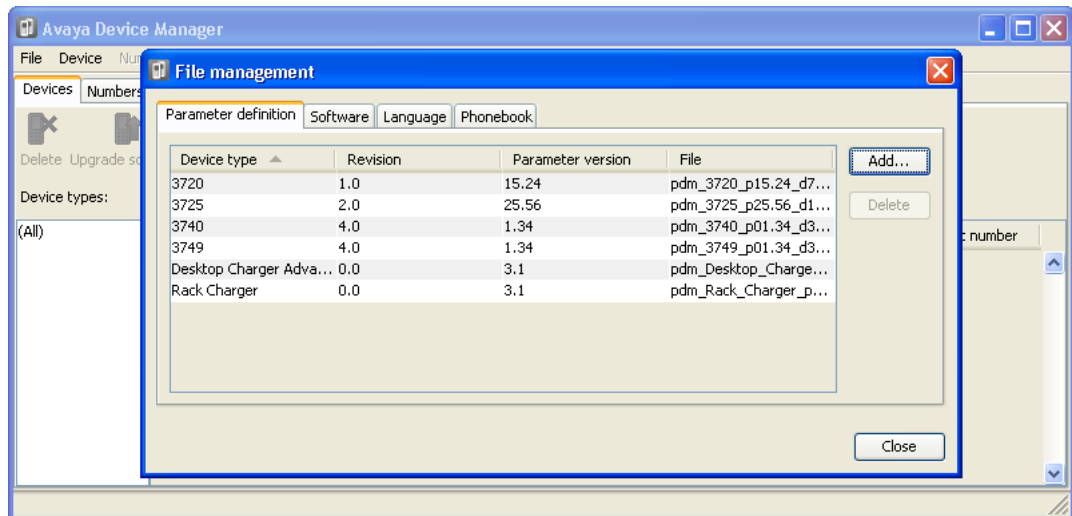 Avaya Device Manager
File Device Nu
File management
Devices Numbers
Parameter definition Software Language Phonebook
Delete Upgrade so
Device type Revision Parameter version File Add...
3720 1.0 15.24 pdm_3720_p15.24_d7...
Device types: 3725 2.0 25.56 pdm_3725_p25.56_d1... Delete
(All) 3740 4.0 1.34 pdm_3740_p01.34_d3... number
3749 4.0 1.34 pdm_3749_p01.34_d3...
Desktop Charger Adva... 0.0 3.1 pdm_Desktop_Charge...
Rack Charger 0.0 3.1 pdm_Rack_Charger_p...
Close